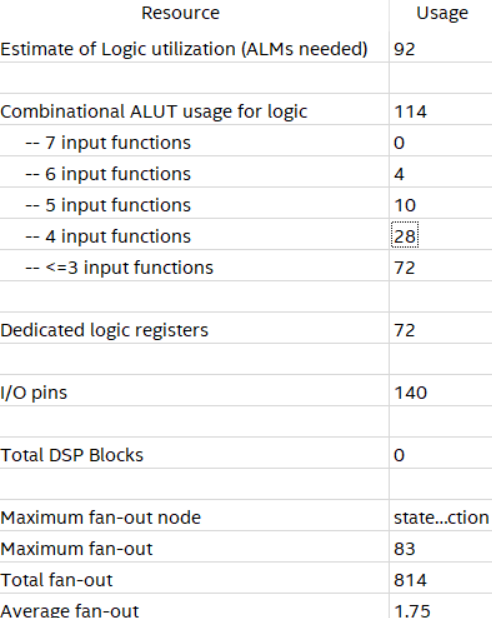 Resource Usage
Estimate of Logic utilization (ALMs needed) 92
Combinational ALUT usage for logic 114
-- 7 input functions 0
-- 6 input functions 4
-- 5 input functions 10
-- 4 input functions 28
-- <=3 input functions 72
Dedicated logic registers 72
I/O pins 140
Total DSP Blocks 0
Maximum fan-out node state...ction
Maximum fan-out 83
Total fan-out 814
Average fan-out 1.75